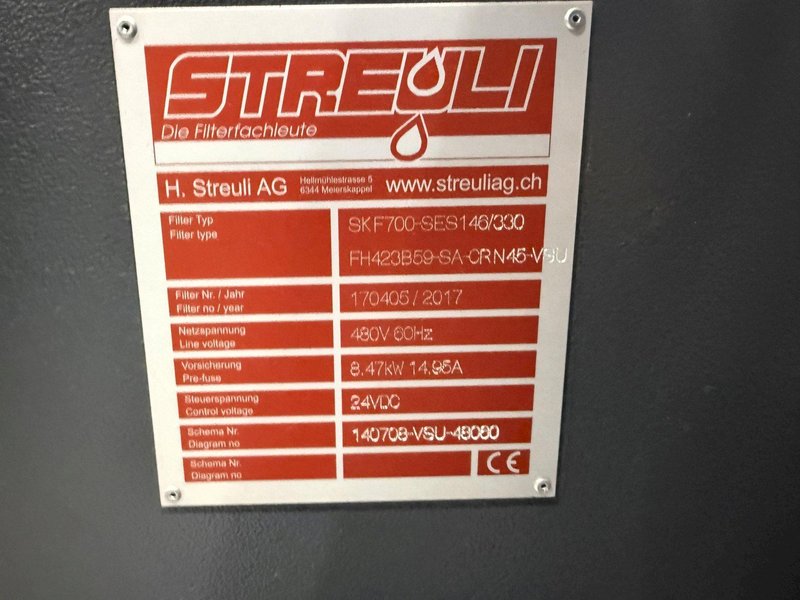 STREULI
Die Filterfachleute
H. Streuli AG
Hellmühlestrasse 5
6344 Meierskappel
www.streuliag.ch
Filter Typ
Filter type
SKF700-SES146/330
FH423B59-SA-CRN45-VSU
Filter Nr. / Jahr
Filter no / year
170405 / 2017
Netzspannung
Line voltage
480V 60Hz
Vorsicherung
Pre-fuse
8.47kW 14.95A
Steuerspannung
Control voltage
24VDC
Schema Nr.
Diagram no
140708-VSU-48060
Schema Nr.
Diagram no
CE